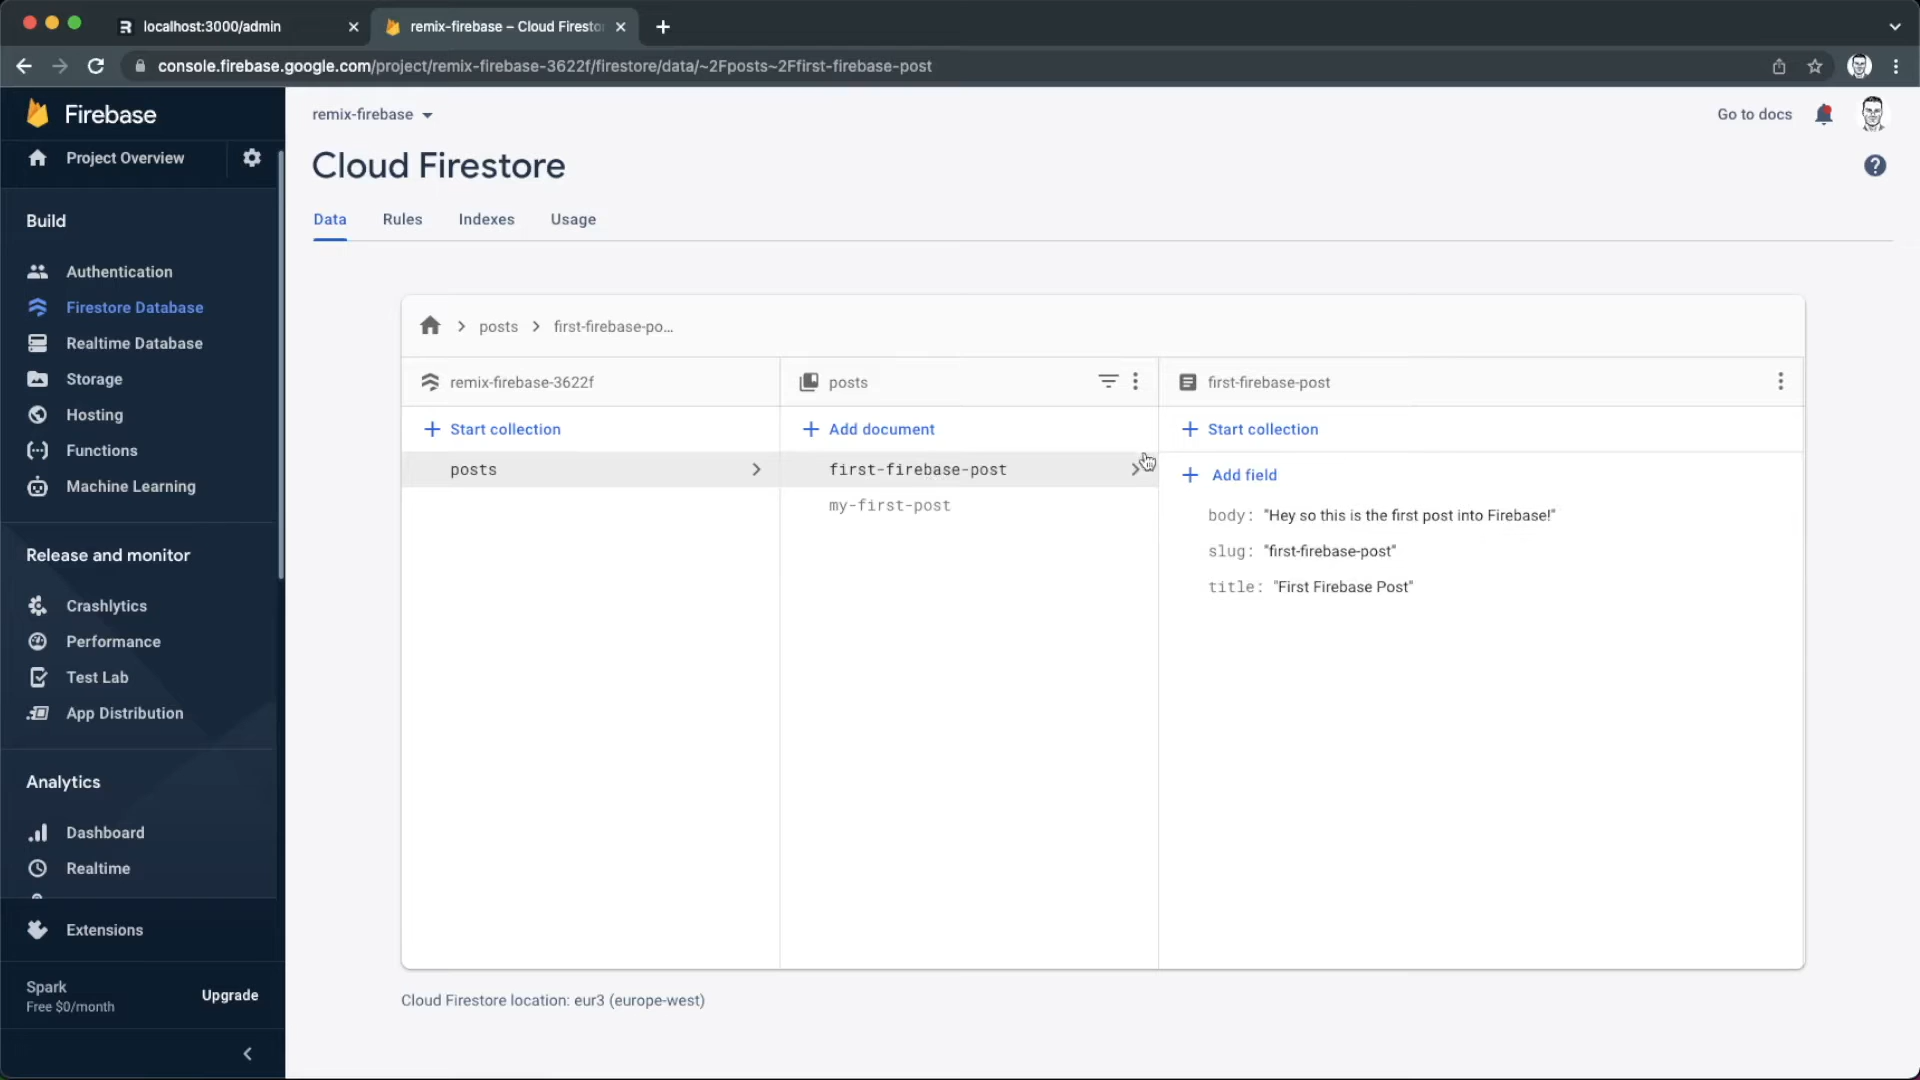 localhost:3000/admin
remix-firebase – Cloud Firesto
console.firebase.google.com/project/remix-firebase-3622f/firestore/data/~2Fposts~2Ffirst-firebase-post
Firebase
Project Overview
Build
Authentication
Firestore Database
Realtime Database
Storage
Hosting
Functions
Machine Learning
Release and monitor
Crashlytics
Performance
Test Lab
App Distribution
Analytics
Dashboard
Realtime
Extensions
Spark
Free $0/month
Upgrade
remix-firebase
Go to docs
Cloud Firestore
Data
Rules
Indexes
Usage
posts
first-firebase-po...
remix-firebase-3622f
Start collection
posts
posts
Add document
first-firebase-post
my-first-post
first-firebase-post
Start collection
Add field
body: "Hey so this is the first post into Firebase!"
slug: "first-firebase-post"
title: "First Firebase Post"
Cloud Firestore location: eur3 (europe-west)